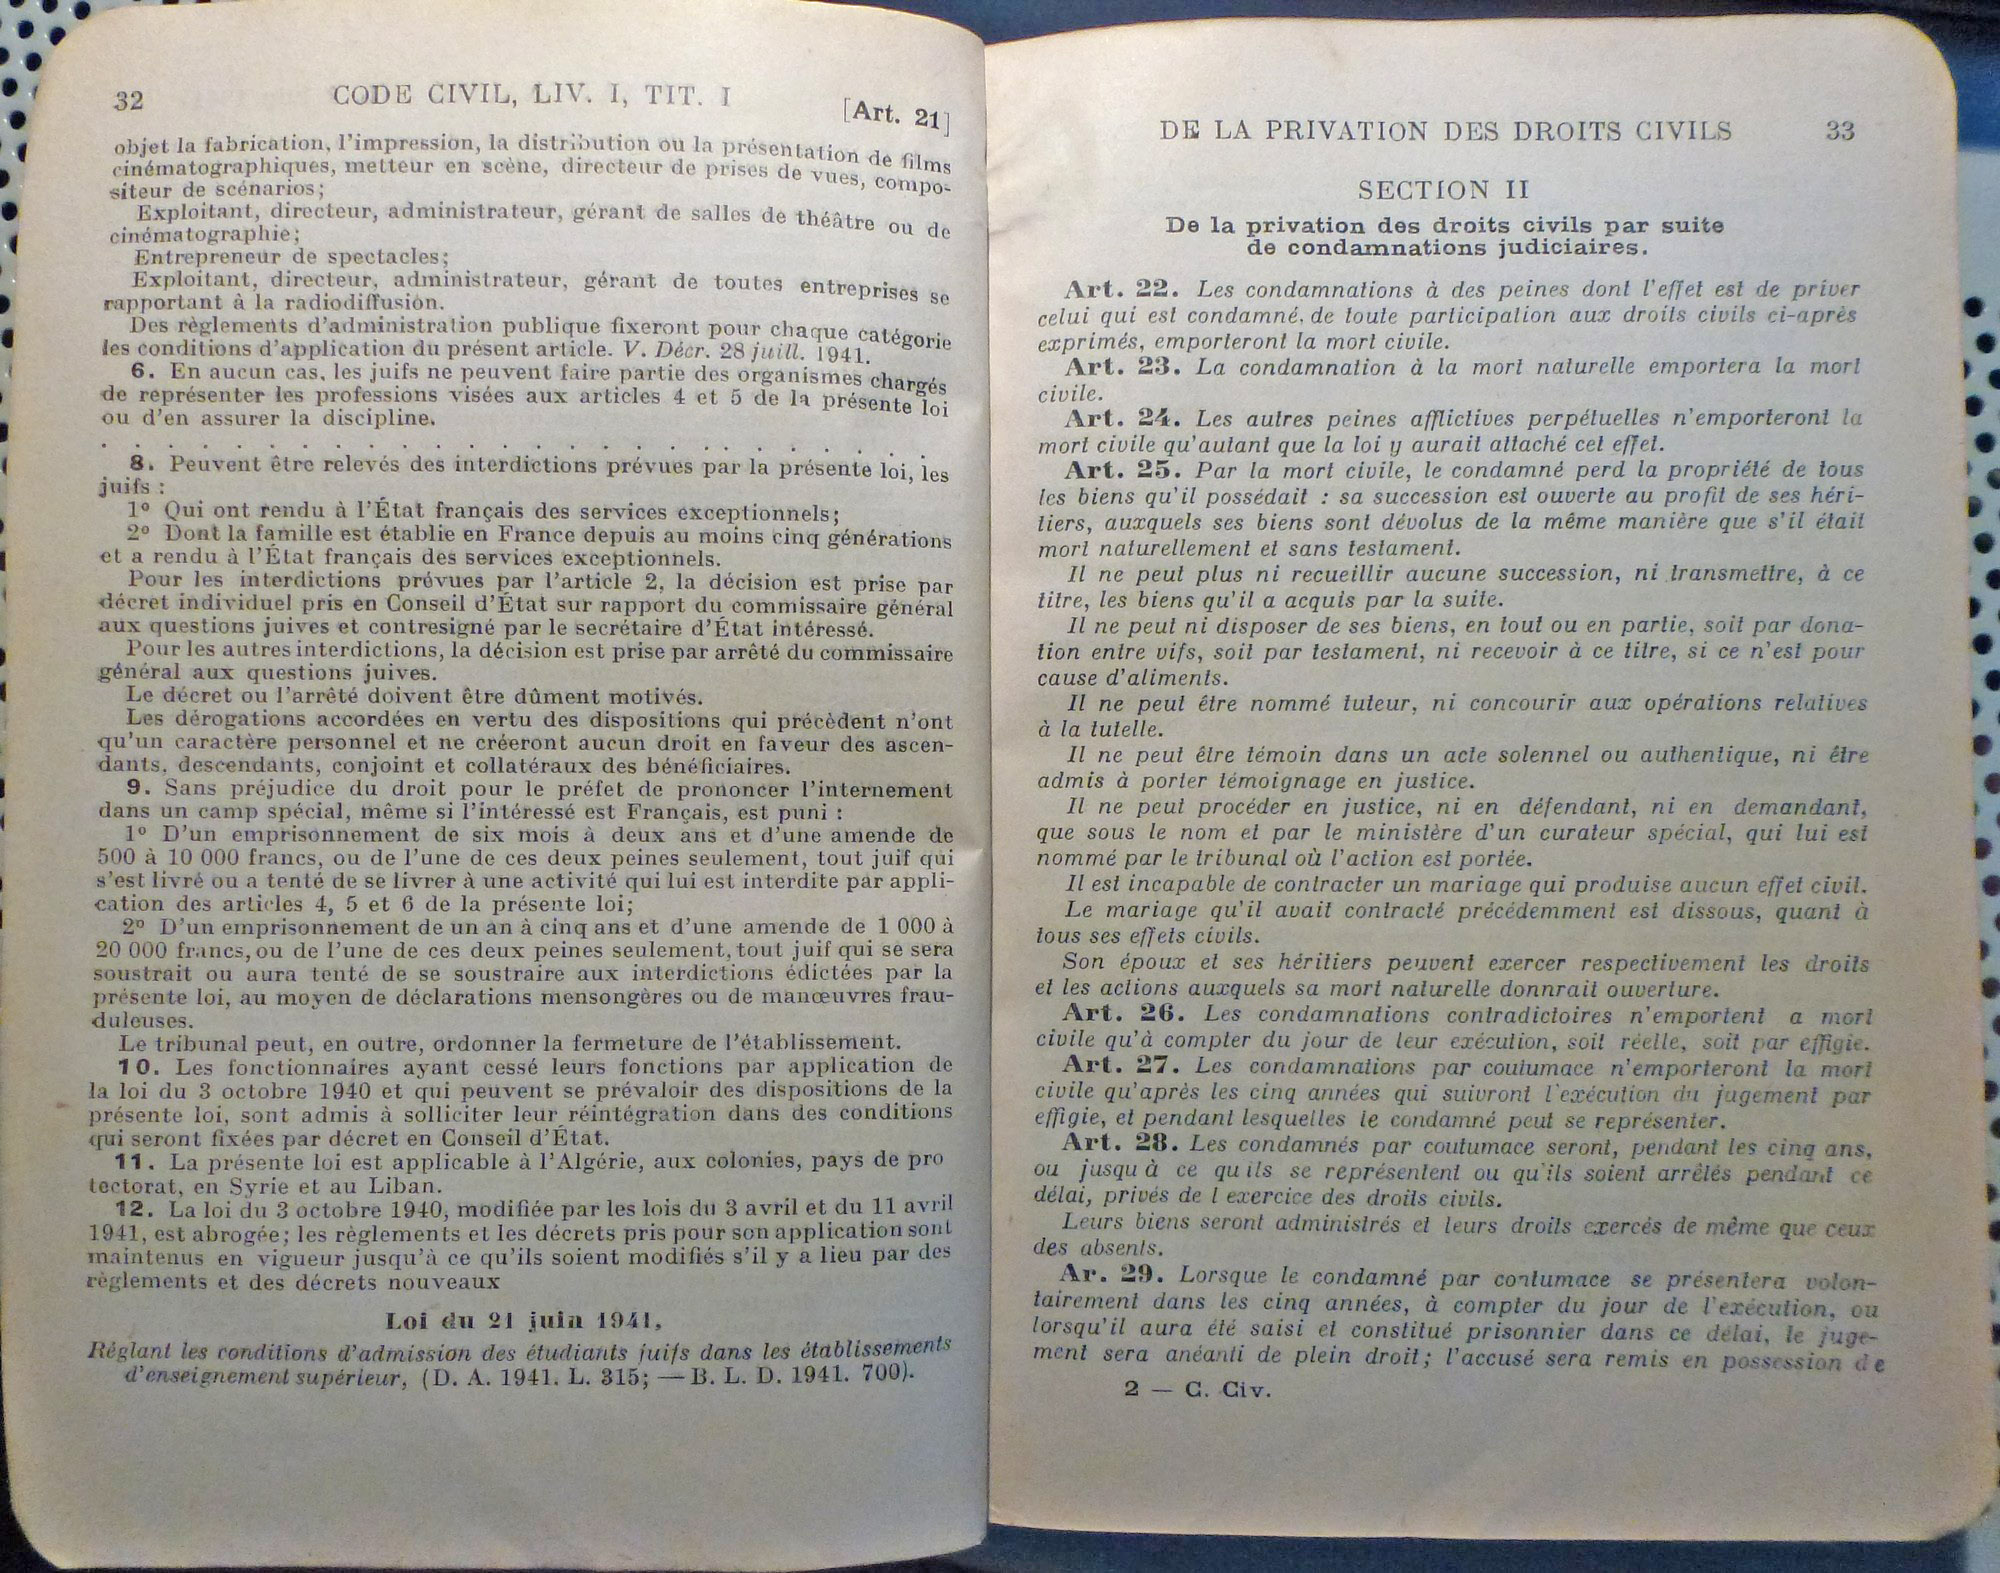 32 CODE CIVIL, LIV. I, TIT. I [Art. 21]
objet la fabrication, l'impression, la distribution ou la présentation de films
cinématographiques, metteur en scène, directeur de prises de vues, compo-
siteur de scénarios;
Exploitant, directeur, administrateur, gérant de salles de théâtre ou de
cinématographie;
Entrepreneur de spectacles;
Exploitant, directeur, administrateur, gérant de toutes entreprises se
rapportant à la radiodiffusion.
Des règlements d'administration publique fixeront pour chaque catégorie
les conditions d'application du présent article. V. Décr. 28 juill. 1941.
6. En aucun cas, les juifs ne peuvent faire partie des organismes chargés
de représenter les professions visées aux articles 4 et 5 de la présente loi
ou d'en assurer la discipline.
. . . . . . . . . . . . . . . . .
8. Peuvent être relevés des interdictions prévues par la présente loi, les
juifs :
1º Qui ont rendu à l'État français des services exceptionnels;
2º Dont la famille est établie en France depuis au moins cinq générations
et a rendu à l'État français des services exceptionnels.
Pour les interdictions prévues par l'article 2, la décision est prise par
décret individuel pris en Conseil d'État sur rapport du commissaire général
aux questions juives et contresigné par le secrétaire d'État intéressé.
Pour les autres interdictions, la décision est prise par arrêté du commissaire
général aux questions juives.
Le décret ou l'arrêté doivent être dûment motivés.
Les dérogations accordées en vertu des dispositions qui précèdent n'ont
qu'un caractère personnel et ne créeront aucun droit en faveur des ascen-
dants, descendants, conjoint et collatéraux des bénéficiaires.
9. Sans préjudice du droit pour le préfet de prononcer l'internement
dans un camp spécial, même si l'intéressé est Français, est puni :
1º D'un emprisonnement de six mois à deux ans et d'une amende de
500 à 10 000 francs, ou de l'une de ces deux peines seulement, tout juif qui
s'est livré ou a tenté de se livrer à une activité qui lui est interdite par appli-
cation des articles 4, 5 et 6 de la présente loi;
2º D'un emprisonnement de un an à cinq ans et d'une amende de 1 000 à
20 000 francs, ou de l'une de ces deux peines seulement, tout juif qui se sera
soustrait ou aura tenté de se soustraire aux interdictions édictées par la
présente loi, au moyen de déclarations mensongères ou de manœuvres frau-
duleuses.
Le tribunal peut, en outre, ordonner la fermeture de l'établissement.
10. Les fonctionnaires ayant cessé leurs fonctions par application de
la loi du 3 octobre 1940 et qui peuvent se prévaloir des dispositions de la
présente loi, sont admis à solliciter leur réintégration dans des conditions
qui seront fixées par décret en Conseil d'État.
11. La présente loi est applicable à l'Algérie, aux colonies, pays de pro
tectorat, en Syrie et au Liban.
12. La loi du 3 octobre 1940, modifiée par les lois du 3 avril et du 11 avril
1941, est abrogée; les règlements et les décrets pris pour son application sont
maintenus en vigueur jusqu'à ce qu'ils soient modifiés s'il y a lieu par des
règlements et des décrets nouveaux
Loi du 21 juin 1941,
Réglant les conditions d'admission des étudiants juifs dans les établissements
d'enseignement supérieur, (D. A. 1941. L. 315; — B. L. D. 1941. 700).
DE LA PRIVATION DES DROITS CIVILS 33
SECTION II
De la privation des droits civils par suite
de condamnations judiciaires.
Art. 22. Les condamnations à des peines dont l'effet est de priver
celui qui est condamné, de toute participation aux droits civils ci-après
exprimés, emporteront la mort civile.
Art. 23. La condamnation à la mort naturelle emportera la mort
civile.
Art. 24. Les autres peines afflictives perpétuelles n'emporteront la
mort civile qu'autant que la loi y aurait attaché cet effet.
Art. 25. Par la mort civile, le condamné perd la propriété de tous
les biens qu'il possédait : sa succession est ouverte au profit de ses héri-
tiers, auxquels ses biens sont dévolus de la même manière que s'il était
mort naturellement et sans testament.
Il ne peut plus ni recueillir aucune succession, ni transmettre, à ce
titre, les biens qu'il a acquis par la suite.
Il ne peut ni disposer de ses biens, en tout ou en partie, soit par dona-
tion entre vifs, soit par testament, ni recevoir à ce titre, si ce n'est pour
cause d'aliments.
Il ne peut être nommé tuteur, ni concourir aux opérations relatives
à la tutelle.
Il ne peut être témoin dans un acte solennel ou authentique, ni être
admis à porter témoignage en justice.
Il ne peut procéder en justice, ni en défendant, ni en demandant,
que sous le nom et par le ministère d'un curateur spécial, qui lui est
nommé par le tribunal où l'action est portée.
Il est incapable de contracter un mariage qui produise aucun effet civil.
Le mariage qu'il avait contracté précédemment est dissous, quant à
tous ses effets civils.
Son époux et ses héritiers peuvent exercer respectivement les droits
et les actions auxquels sa mort naturelle donnrait ouverture.
Art. 26. Les condamnations contradictoires n'emportent a mort
civile qu'à compter du jour de leur exécution, soit réelle, soit par effigie.
Art. 27. Les condamnations par coutumace n'emporteront la mort
civile qu'après les cinq années qui suivront l'exécution du jugement par
effigie, et pendant lesquelles le condamné peut se représenter.
Art. 28. Les condamnés par coutumace seront, pendant les cinq ans,
ou jusqu à ce qu ils se représentent ou qu'ils soient arrêtés pendant ce
délai, privés de l exercice des droits civils.
Leurs biens seront administrés et leurs droits exercés de même que ceux
des absents.
Ar. 29. Lorsque le condamné par contumace se présentera volon-
tairement dans les cinq années, à compter du jour de l'exécution, ou
lorsqu'il aura été saisi et constitué prisonnier dans ce délai, le juge-
ment sera anéanti de plein droit; l'accusé sera remis en possession de
2 — C. Civ.